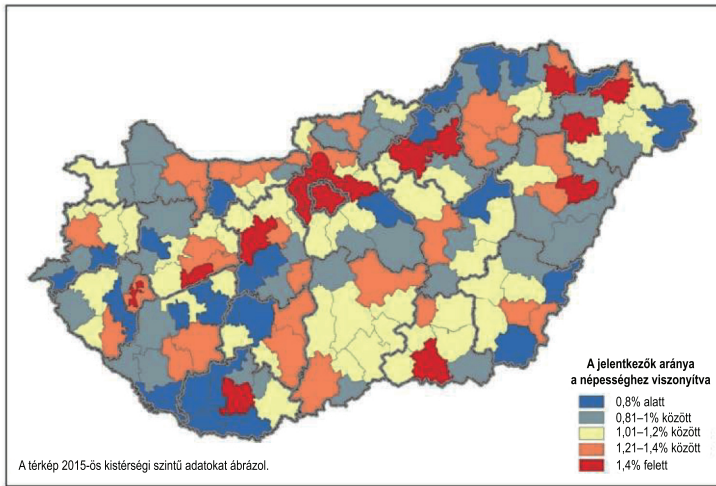 A jelentkezők aránya
a népességhez viszonyítva
0,8% alatt
0,81–1% között
1,01–1,2% között
1,21–1,4% között
1,4% felett
A térkép 2015-ös kistérségi szintű adatokat ábrázol.